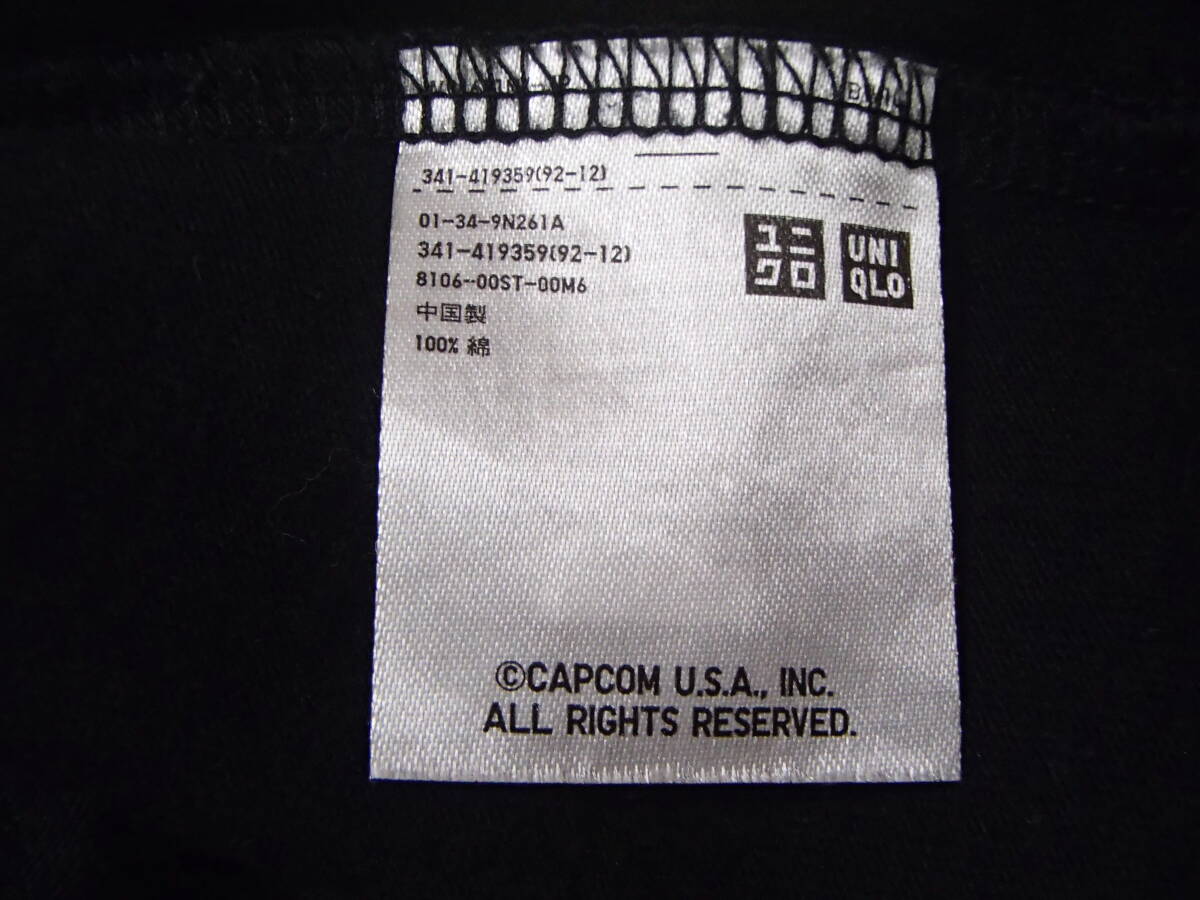 341-419359(92-12)
01-34-9N261A
341-419359(92-12)
8106-00ST-00M6
中国製
100% 綿
ユニ
クロ
UNI
QLO
©CAPCOM U.S.A., INC.
ALL RIGHTS RESERVED.